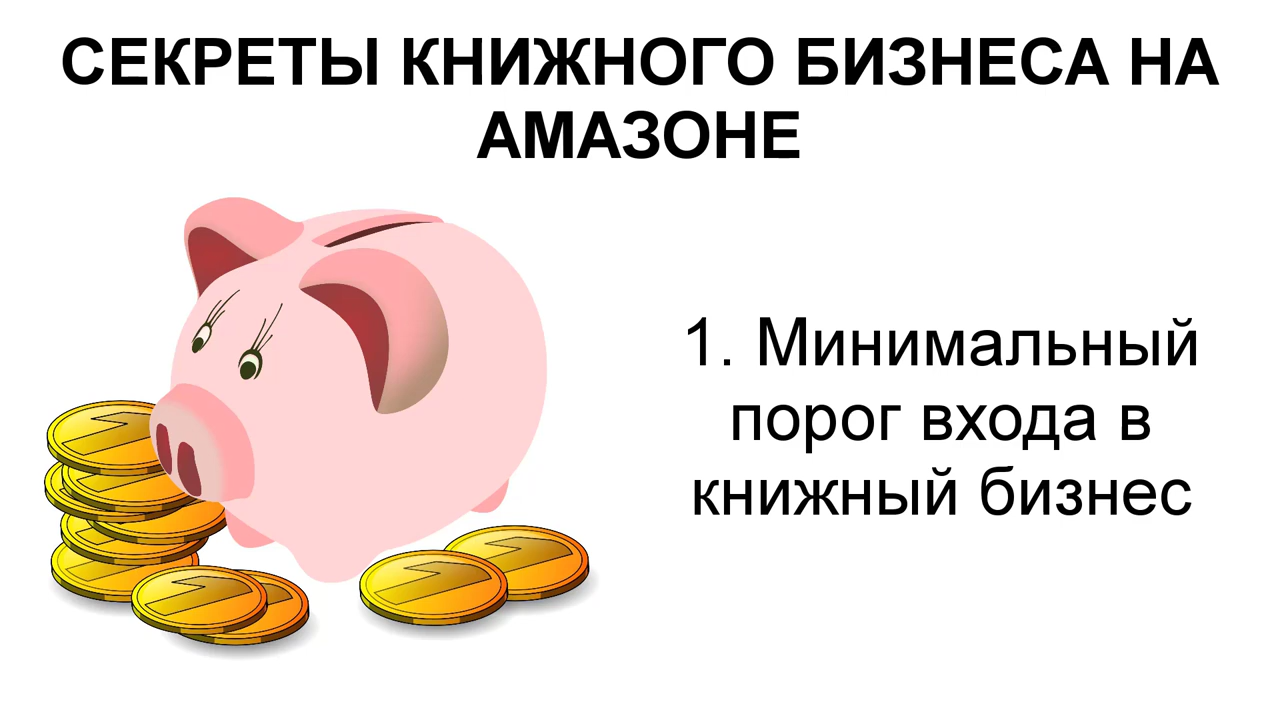 СЕКРЕТЫ КНИЖНОГО БИЗНЕСА НА
АМАЗОНЕ
1. Минимальный
порог входа в
книжный бизнес